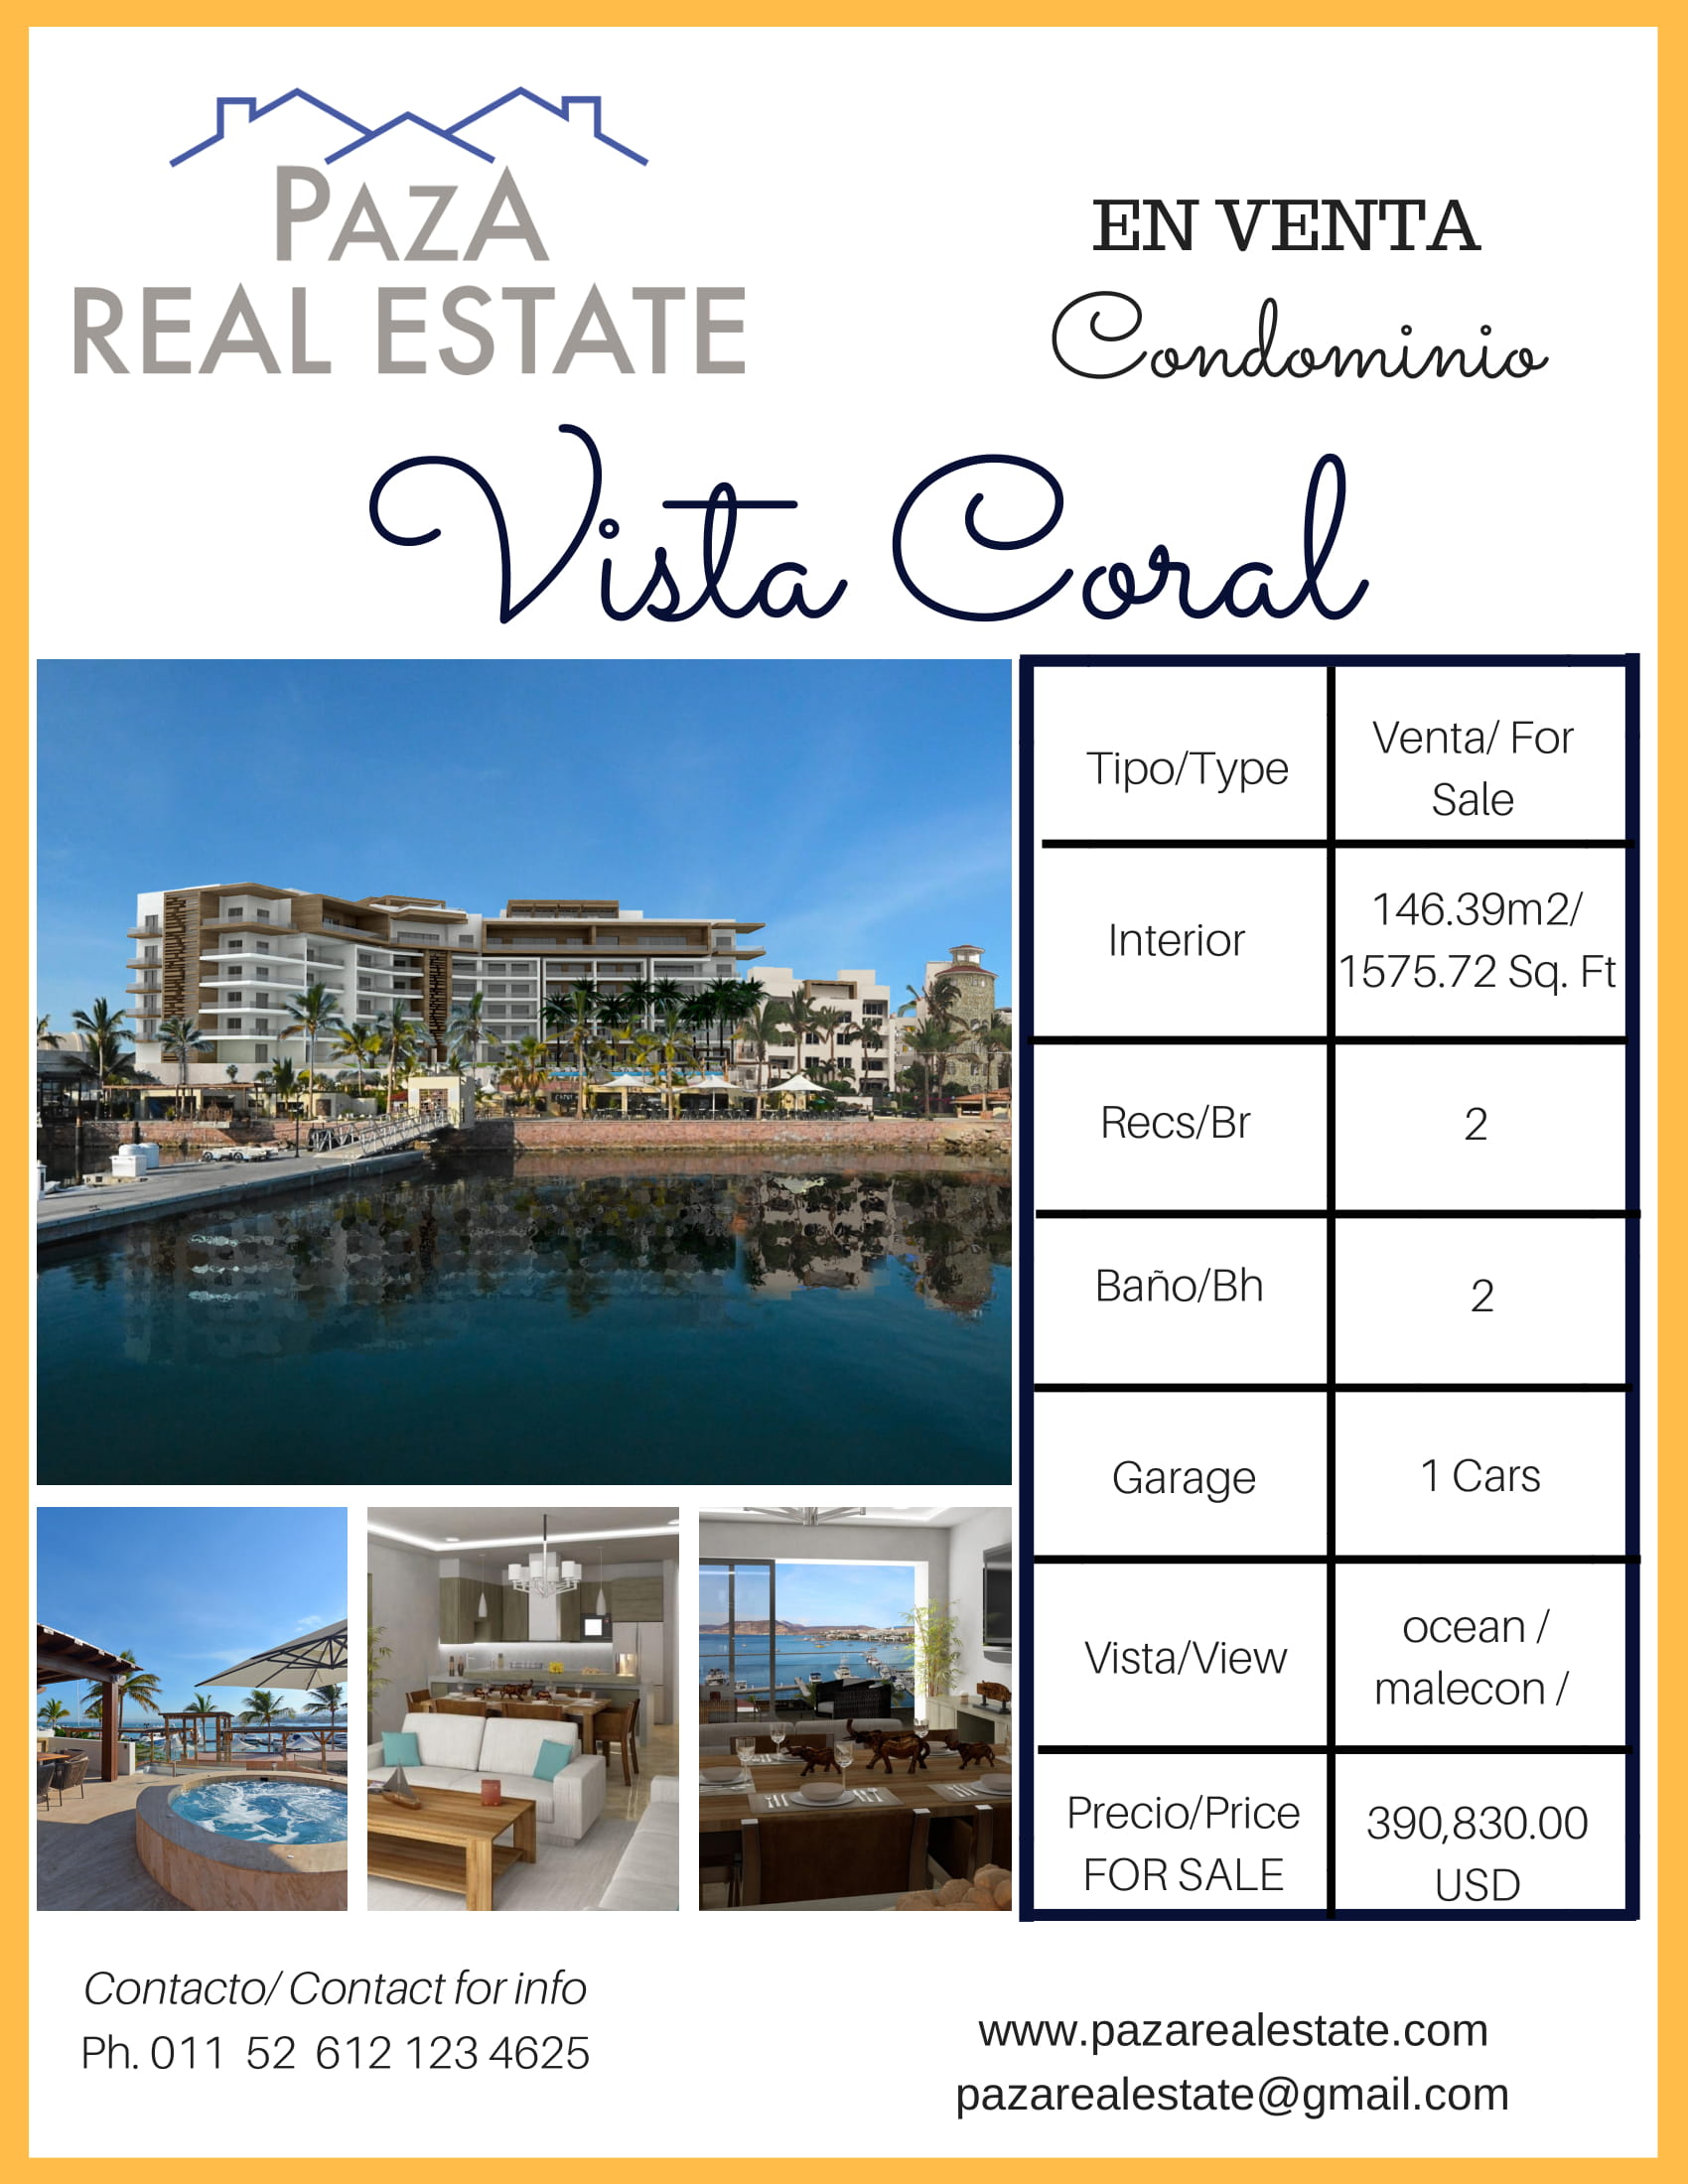 PAZA
REAL ESTATE
EN VENTA
Condominio
Vista Coral
Tipo/Type
Venta/ For
Sale
Interior
146.39m2/
1575.72 Sq. Ft
Recs/Br
2
Baño/Bh
2
Garage
1 Cars
Vista/View
ocean /
malecon /
Precio/Price
FOR SALE
390,830.00
USD
Contacto/ Contact for info
Ph. 011 52 612 123 4625
www.pazarealestate.com
pazarealestate@gmail.com